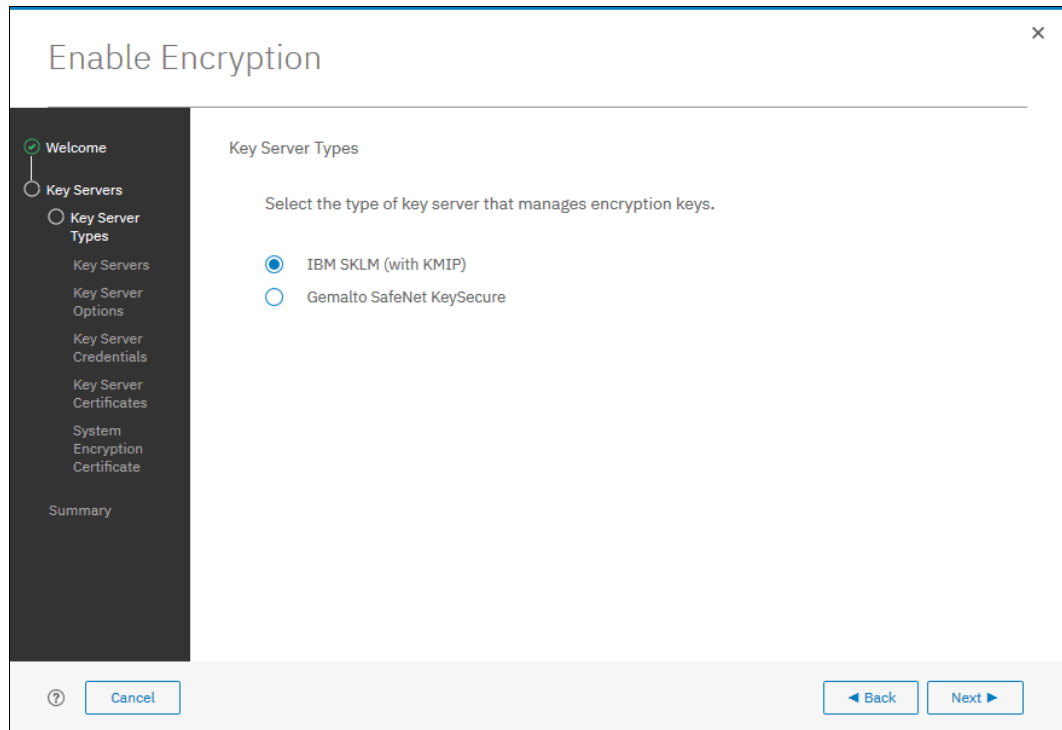 Enable Encryption
×
Welcome
Key Servers
Key Server
Types
Key Servers
Key Server
Options
Key Server
Credentials
Key Server
Certificates
System
Encryption
Certificate
Summary
Key Server Types
Select the type of key server that manages encryption keys.
IBM SKLM (with KMIP)
Gemalto SafeNet KeySecure
? Cancel ◀ Back Next ▶